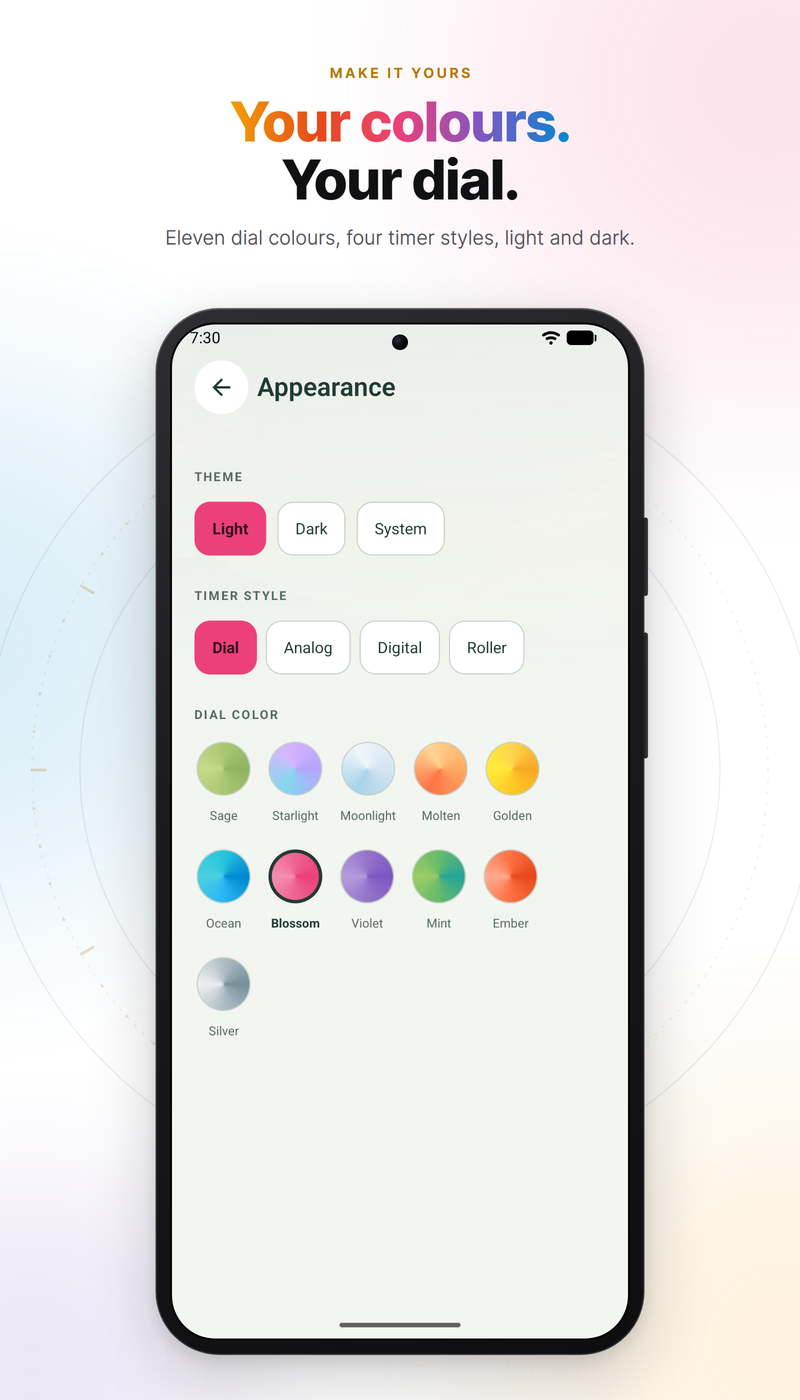 MAKE IT YOURS
Your colours.
Your dial.
Eleven dial colours, four timer styles, light and dark.
7:30
Appearance
THEME
Light Dark System
TIMER STYLE
Dial Analog Digital Roller
DIAL COLOR
Sage Starlight Moonlight Molten Golden
Ocean Blossom Violet Mint Ember
Silver